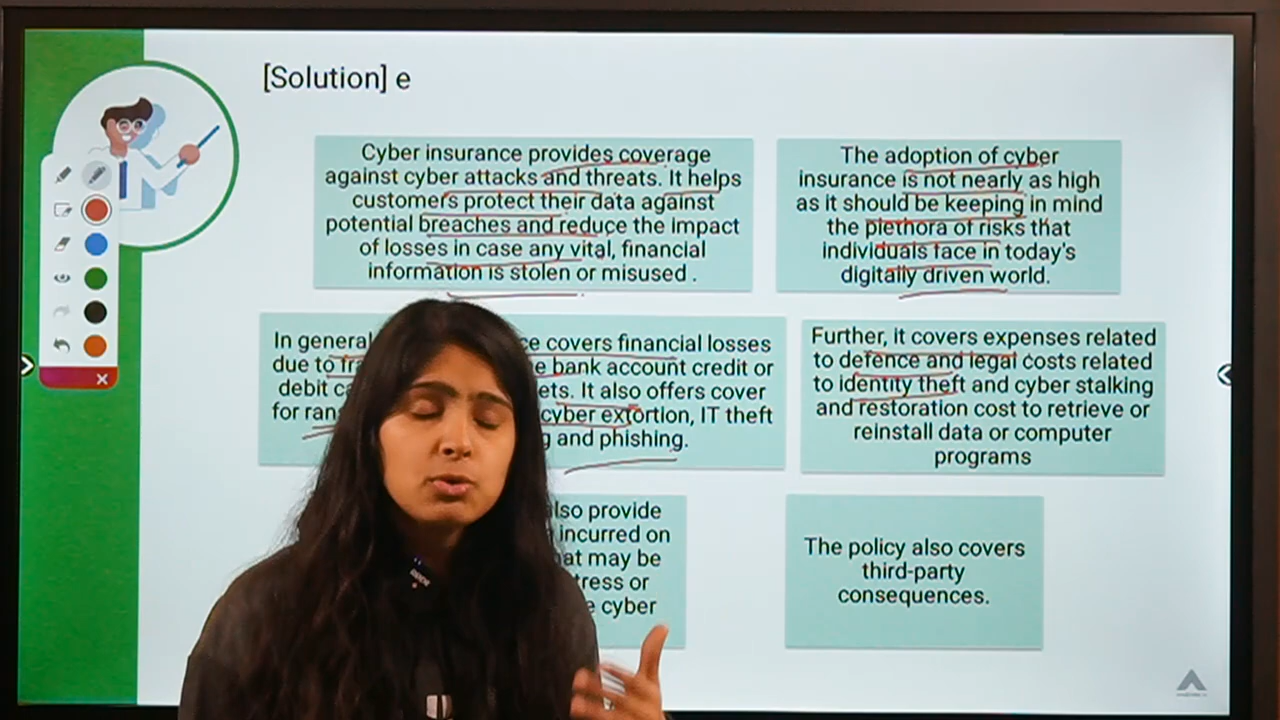 [Solution] e
Cyber insurance provides coverage
against cyber attacks and threats. It helps
customers protect their data against
potential breaches and reduce the impact
of losses in case any vital, financial
information is stolen or misused .
The adoption of cyber
insurance is not nearly as high
as it should be keeping in mind
the plethora of risks that
individuals face in today's
digitally driven world.
In general
ce covers financial losses
due to fra
e bank account credit or
debit ca
ets. It also offers cover
for ran
cyber extortion, IT theft
g and phishing.
Further, it covers expenses related
to defence and legal costs related
to identity theft and cyber stalking
and restoration cost to retrieve or
reinstall data or computer
programs
also provide
incurred on
at may be
tress or
e cyber
The policy also covers
third-party
consequences.